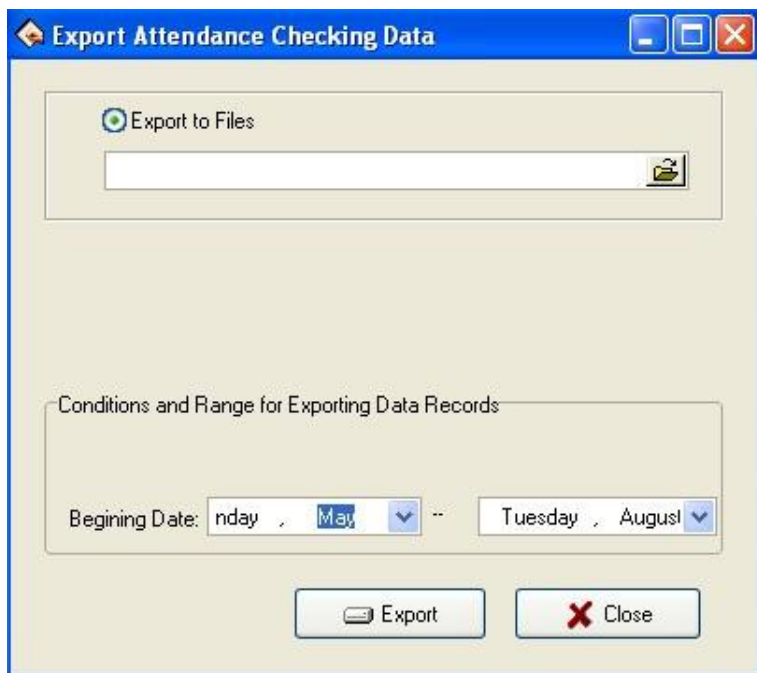 Export Attendance Checking Data
Export to Files
Conditions and Range for Exporting Data Records
Begining Date: nday , May -- Tuesday , August
Export Close